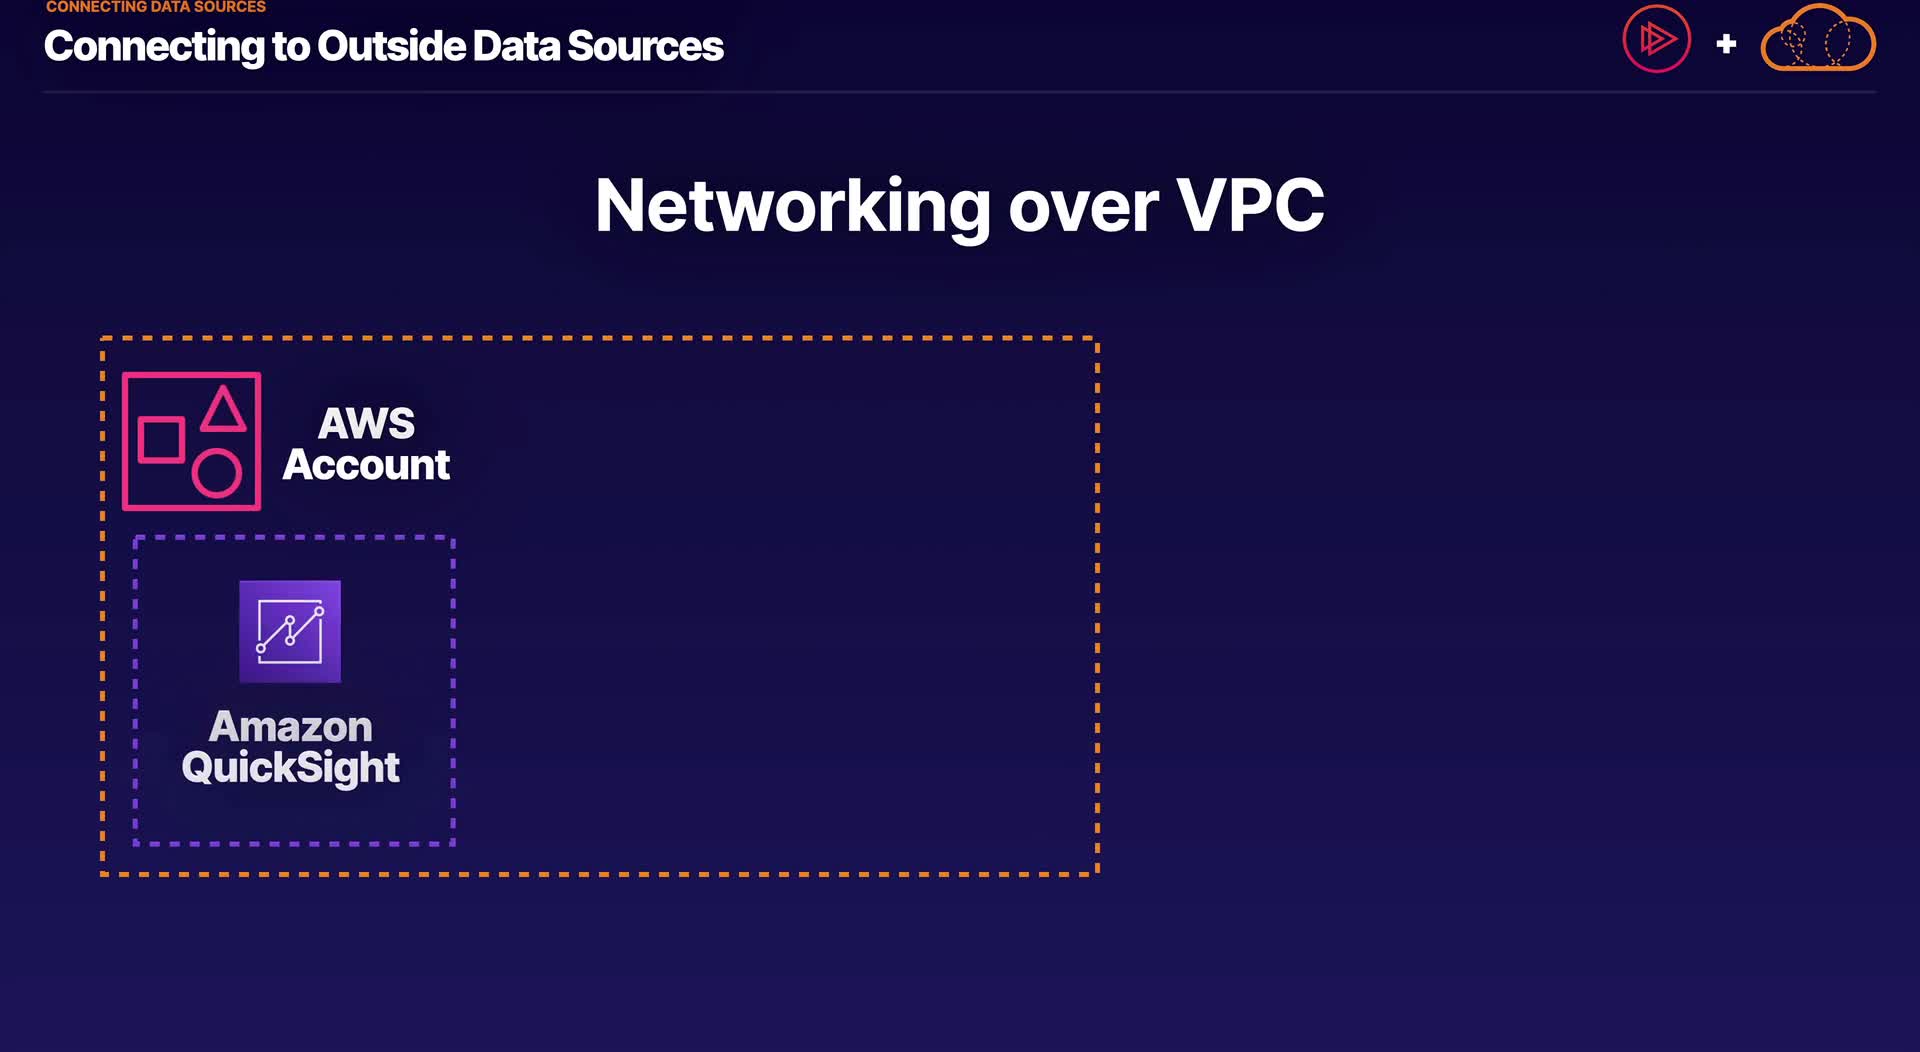 CONNECTING DATA SOURCES
Connecting to Outside Data Sources
Networking over VPC
AWS
Account
Amazon
QuickSight